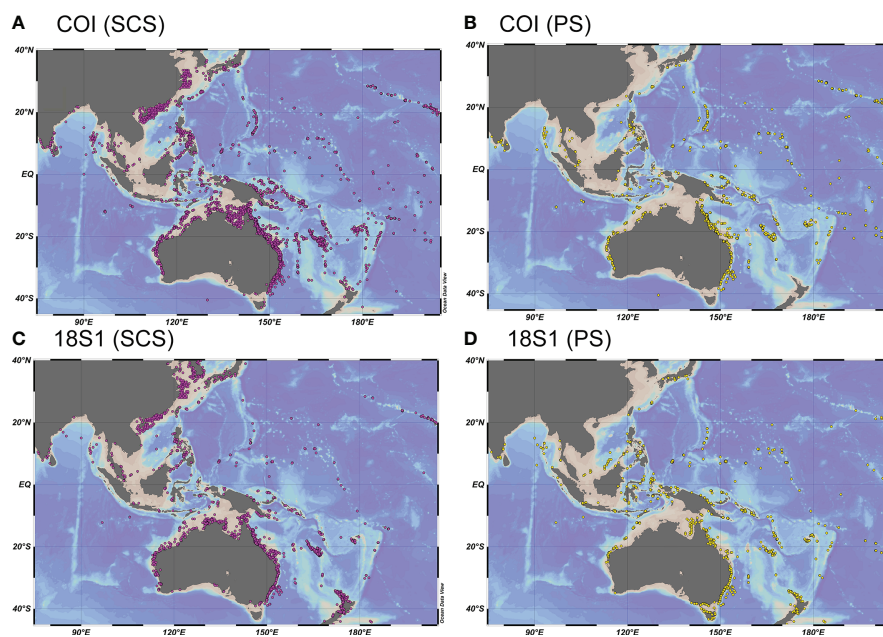 A COI (SCS)
B COI (PS)
40°N 40°N
20°N 20°N
EQ EQ
20°S 20°S
40°S 40°S
Ocean Data View
90°E 120°E 150°E 180°E 90°E 120°E 150°E 180°E
C 18S1 (SCS)
D 18S1 (PS)
40°N 40°N
20°N 20°N
EQ EQ
20°S 20°S
40°S 40°S
Ocean Data View
90°E 120°E 150°E 180°E 90°E 120°E 150°E 180°E